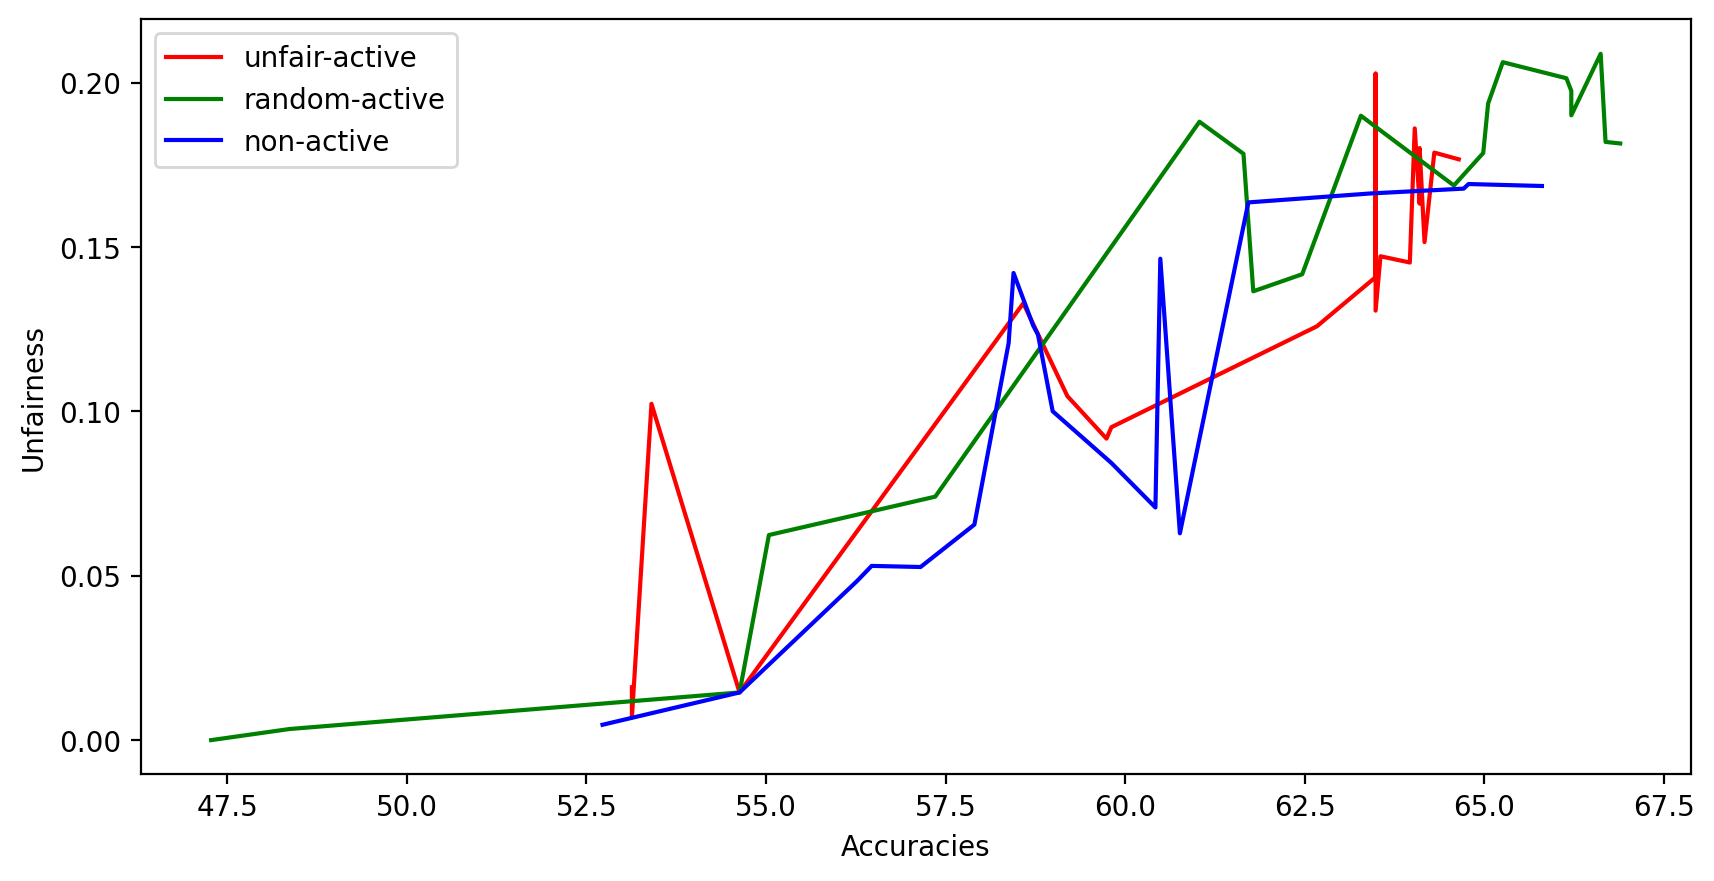 unfair-active
random-active
non-active
0.20
0.15
0.10
0.05
0.00
Unfairness
47.5 50.0 52.5 55.0 57.5 60.0 62.5 65.0 67.5
Accuracies